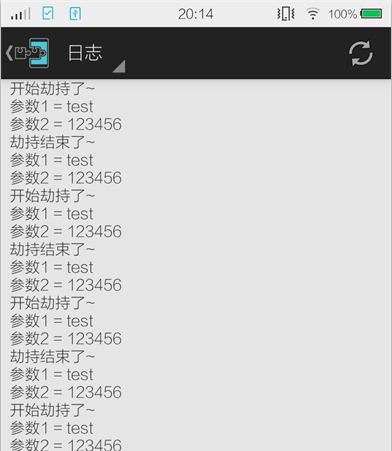 20:14
100%
日志
开始劫持了~
参数1 = test
参数2 = 123456
劫持结束了~
参数1 = test
参数2 = 123456
开始劫持了~
参数1 = test
参数2 = 123456
劫持结束了~
参数1 = test
参数2 = 123456
开始劫持了~
参数1 = test
参数2 = 123456
劫持结束了~
参数1 = test
参数2 = 123456
开始劫持了~
参数1 = test
参数2 = 123456